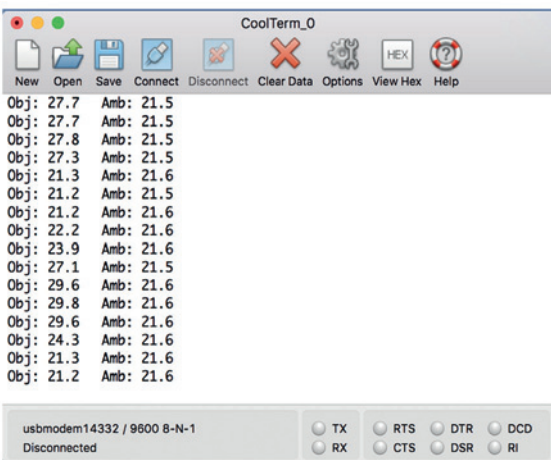 CoolTerm_0
New Open Save Connect Disconnect Clear Data Options View Hex Help
HEX
?
Obj: 27.7 Amb: 21.5
Obj: 27.7 Amb: 21.5
Obj: 27.8 Amb: 21.5
Obj: 27.3 Amb: 21.5
Obj: 21.3 Amb: 21.6
Obj: 21.2 Amb: 21.5
Obj: 21.2 Amb: 21.6
Obj: 22.2 Amb: 21.6
Obj: 23.9 Amb: 21.6
Obj: 27.1 Amb: 21.5
Obj: 29.6 Amb: 21.6
Obj: 29.8 Amb: 21.6
Obj: 29.6 Amb: 21.6
Obj: 24.3 Amb: 21.6
Obj: 21.3 Amb: 21.6
Obj: 21.2 Amb: 21.6
usbmodem14332 / 9600 8-N-1 TX RTS DTR DCD
Disconnected RX CTS DSR RI